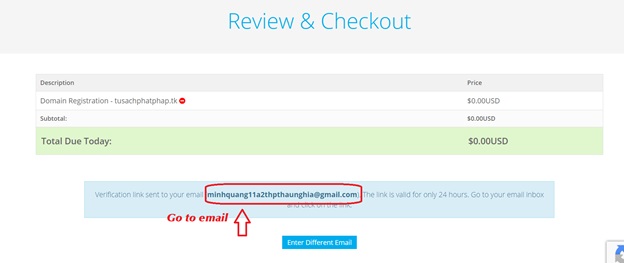 Review & Checkout
Description Price
Domain Registration - tusachphatphap.tk $0.00USD
Subtotal: $0.00USD
Total Due Today: $0.00USD
Verification link sent to your email (minhquang11a2thpthaunghia@gmail.com) The link is valid for only 24 hours. Go to your email inbox
and click on the link.
Go to email
Enter Different Email